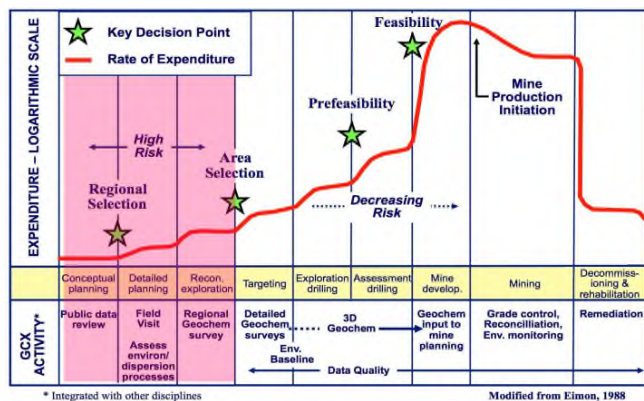 Key Decision Point
Rate of Expenditure
Feasibility
EXPENDITURE – LOGARITHMIC SCALE
High
Risk
Regional
Selection
Area
Selection
Prefeasibility
Mine
Production
Initiation
Decreasing
Risk
Conceptual
planning
Detailed
planning
Recon.
exploration
Targeting
Exploration
drilling
Assessment
drilling
Mine
develop.
Mining
Decommiss-
ioning &
rehabilitation
GCX
ACTIVITY*
Public data
review
Field
Visit
Assess environ/
dispersion
processes
Regional
Geochem
survey
Detailed
Geochem
surveys
Env.
Baseline
3D
Geochem
Geochem
input to
mine
planning
Grade control,
Reconcilliation,
Env. monitoring
Remediation
Data Quality
* Integrated with other disciplines
Modified from Eimon, 1988